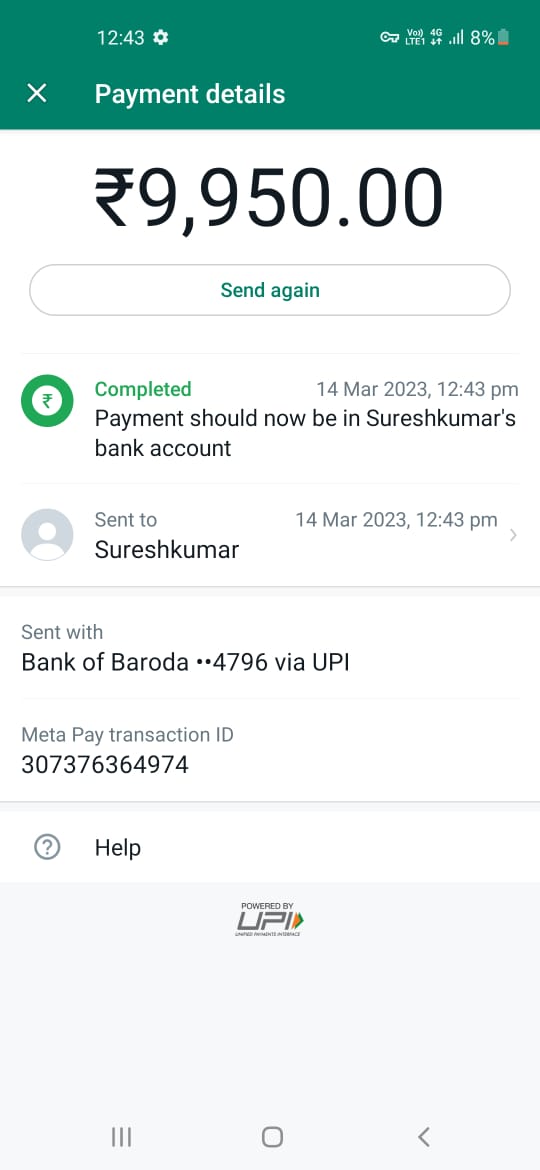 12:43
Vo)) 4G
LTE1 8%
Payment details
₹9,950.00
Send again
₹
Completed 14 Mar 2023, 12:43 pm
Payment should now be in Sureshkumar's
bank account
Sent to 14 Mar 2023, 12:43 pm
Sureshkumar
Sent with
Bank of Baroda ••4796 via UPI
Meta Pay transaction ID
307376364974
? Help
POWERED BY
UPI
UNIFIED PAYMENTS INTERFACE